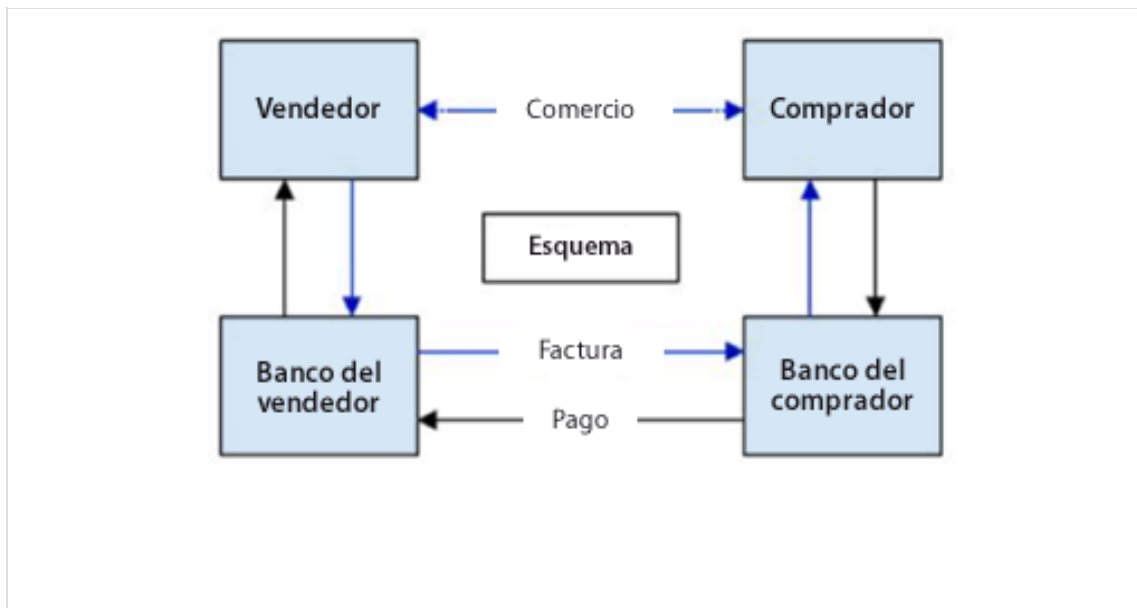 Vendedor
Comercio
Comprador
Esquema
Factura
Banco del
vendedor
Banco del
comprador
Pago